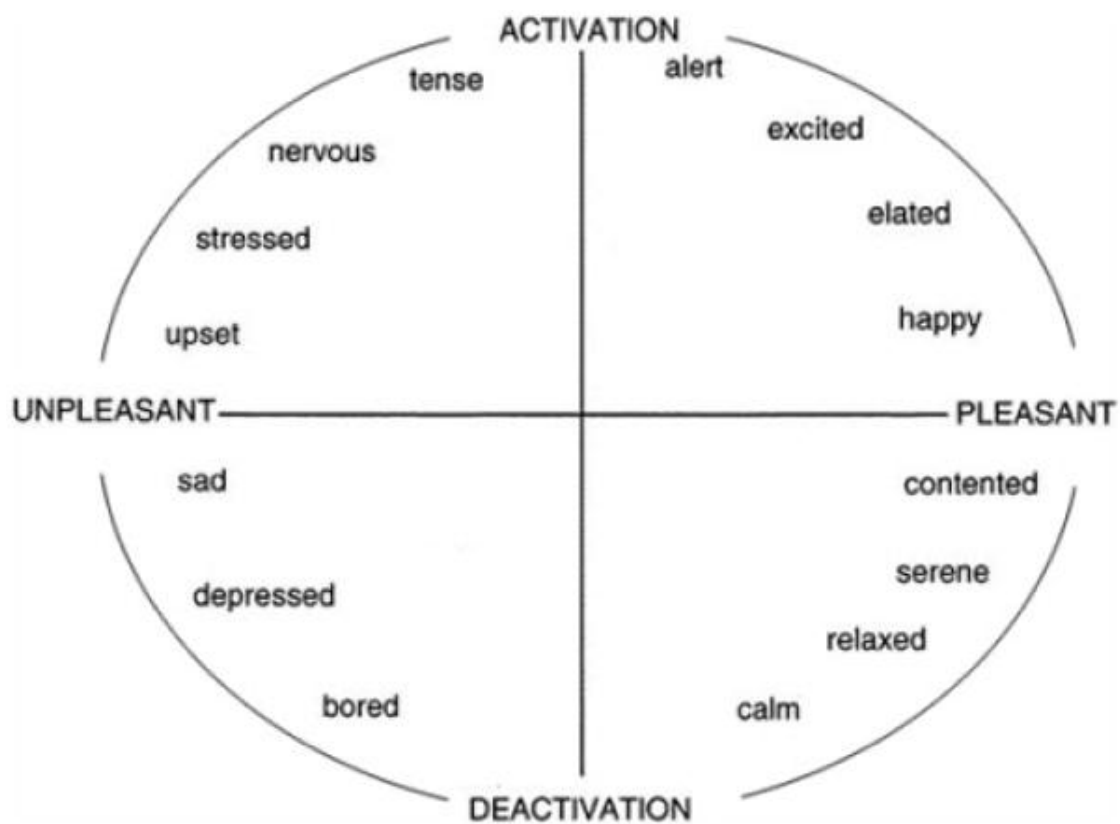 ACTIVATION
tense
alert
nervous
excited
stressed
elated
upset
happy
UNPLEASANT
PLEASANT
sad
contented
depressed
serene
relaxed
bored
calm
DEACTIVATION